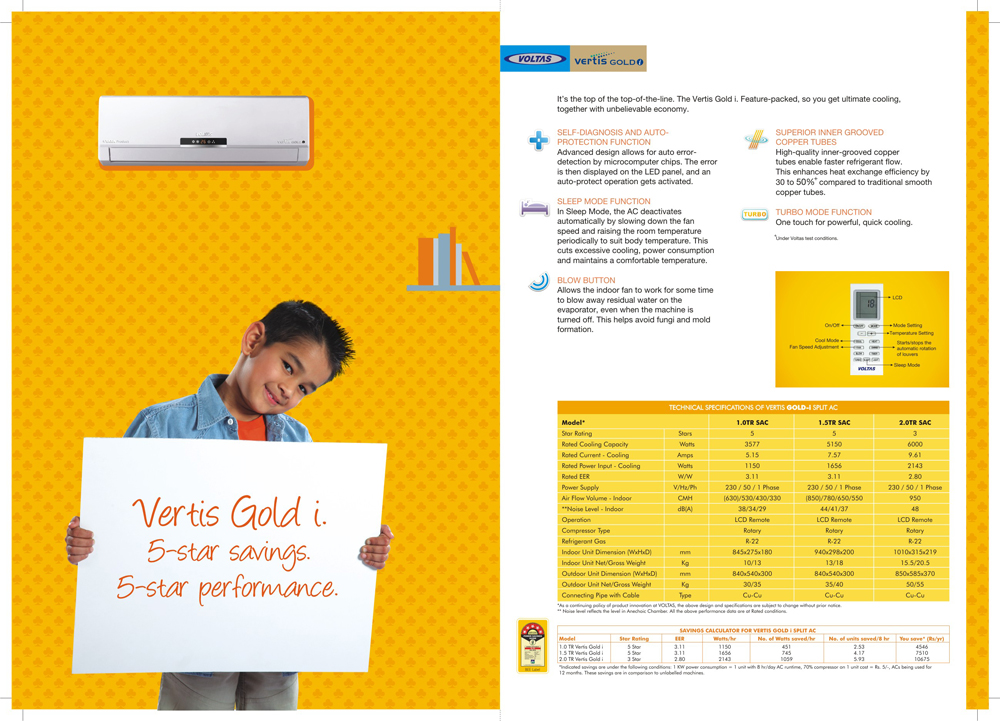 Vertis Gold i.
5-star savings.
5-star performance.
VOLTAS
vertis GOLD i
It's the top of the top-of-the-line. The Vertis Gold i. Feature-packed, so you get ultimate cooling,
together with unbelievable economy.
SELF-DIAGNOSIS AND AUTO-
PROTECTION FUNCTION
Advanced design allows for auto error-
detection by microcomputer chips. The error
is then displayed on the LED panel, and an
auto-protect operation gets activated.
SLEEP MODE FUNCTION
In Sleep Mode, the AC deactivates
automatically by slowing down the fan
speed and raising the room temperature
periodically to suit body temperature. This
cuts excessive cooling, power consumption
and maintains a comfortable temperature.
BLOW BUTTON
Allows the indoor fan to work for some time
to blow away residual water on the
evaporator, even when the machine is
turned off. This helps avoid fungi and mold
formation.
SUPERIOR INNER GROOVED
COPPER TUBES
High-quality inner-grooved copper
tubes enable faster refrigerant flow.
This enhances heat exchange efficiency by
30 to 50%# compared to traditional smooth
copper tubes.
TURBO
TURBO MODE FUNCTION
One touch for powerful, quick cooling.
#Under Voltas test conditions.
LCD
On/Off
Mode Setting
Temperature Setting
Cool Mode
Fan Speed Adjustment
Starts/stops the
automatic rotation
of louvers
Sleep Mode
VOLTAS
TECHNICAL SPECIFICATIONS OF VERTIS GOLD-i SPLIT AC
Model* 1.0TR SAC 1.5TR SAC 2.0TR SAC
Star Rating Stars 5 5 3
Rated Cooling Capacity Watts 3577 5150 6000
Rated Current - Cooling Amps 5.15 7.57 9.61
Rated Power Input - Cooling Watts 1150 1656 2143
Rated EER W/W 3.11 3.11 2.80
Power Supply V/Hz/Ph 230 / 50 / 1 Phase 230 / 50 / 1 Phase 230 / 50 / 1 Phase
Air Flow Volume - Indoor CMH (630)/530/430/330 (850)/780/650/550 950
**Noise Level - Indoor dB(A) 38/34/29 44/41/37 48
Operation LCD Remote LCD Remote LCD Remote
Compressor Type Rotary Rotary Rotary
Refrigerant Gas R-22 R-22 R-22
Indoor Unit Dimension (WxHxD) mm 845x275x180 940x298x200 1010x315x219
Indoor Unit Net/Gross Weight Kg 10/13 13/18 15.5/20.5
Outdoor Unit Dimension (WxHxD) mm 840x540x300 840x540x300 850x585x370
Outdoor Unit Net/Gross Weight Kg 30/35 35/40 50/55
Connecting Pipe with Cable Type Cu-Cu Cu-Cu Cu-Cu
*As a continuing policy of product innovation at VOLTAS, the above design and specifications are subject to change without prior notice.
** Noise level reflects the level in Anechoic Chamber. All the above performance data are at Rated conditions.
SAVINGS CALCULATOR FOR VERTIS GOLD i SPLIT AC
Model Star Rating EER Watts/hr No. of Watts saved/hr No. of units saved/8 hr You save* (Rs/yr)
1.0 TR Vertis Gold i 5 Star 3.11 1150 451 2.53 4546
1.5 TR Vertis Gold i 5 Star 3.11 1656 745 4.17 7510
2.0 TR Vertis Gold i 3 Star 2.80 2143 1059 5.93 10675
*Indicated savings are under the following conditions: 1 KW power consumption = 1 unit with 8 hr/day AC runtime, 70% compressor on 1 unit cost = Rs. 5/-, ACs being used for
12 months. These savings are in comparison to unlabelled machines.